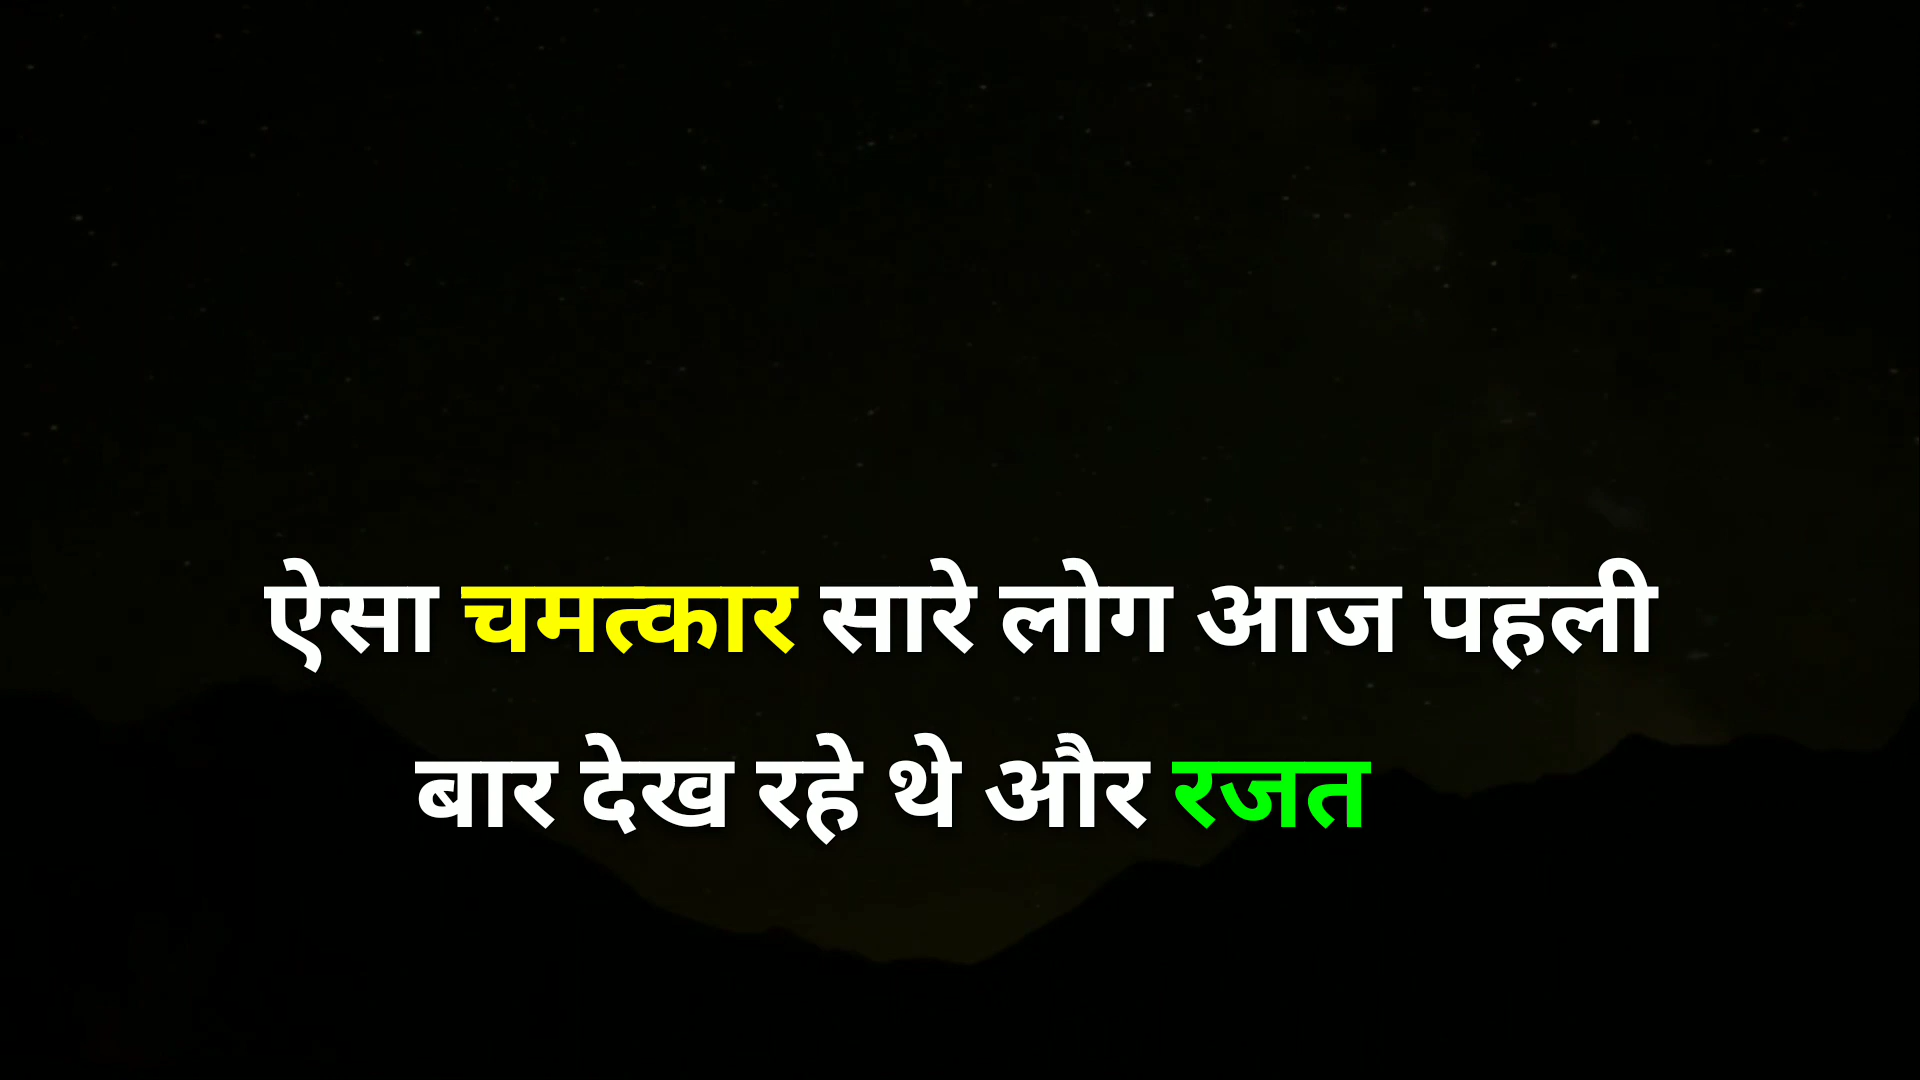 ऐसा चमत्कार सारे लोग आज पहली
बार देख रहे थे और रजत